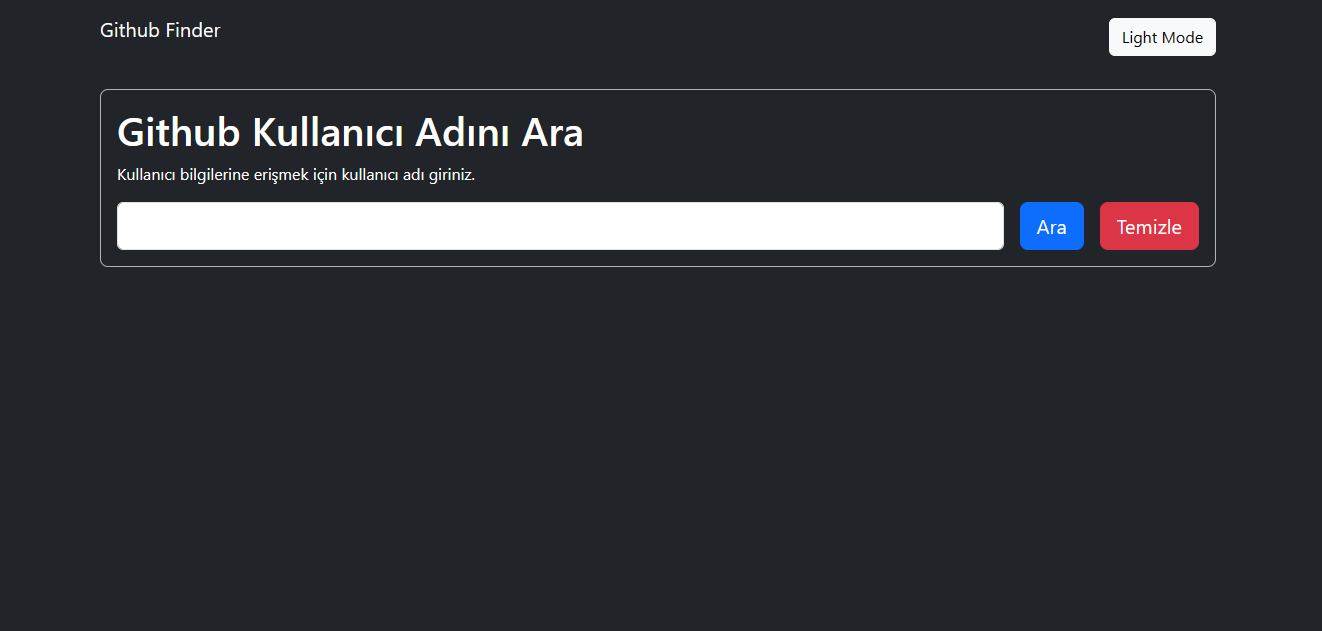 Github Finder
Light Mode
Github Kullanıcı Adını Ara
Kullanıcı bilgilerine erişmek için kullanıcı adı giriniz.
Ara
Temizle